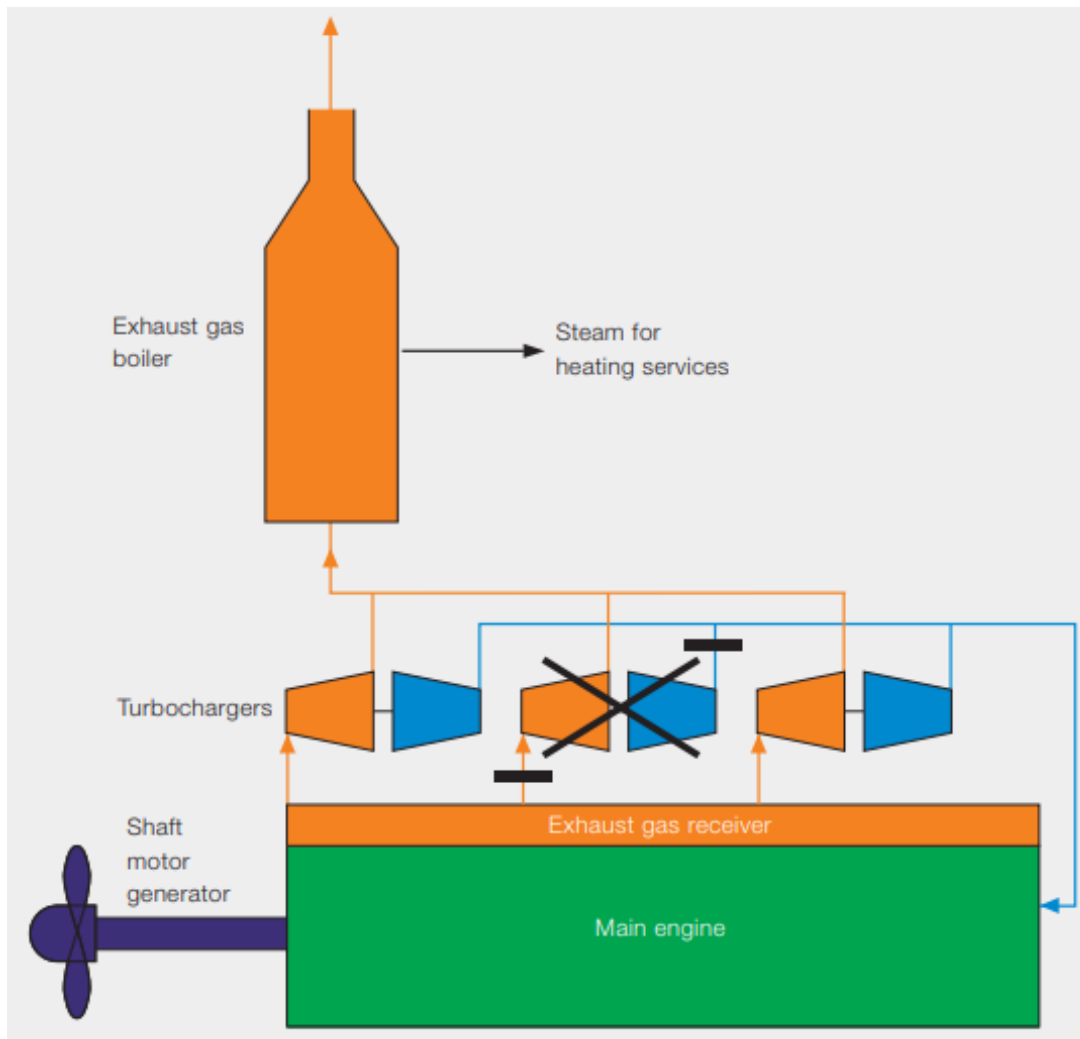 Exhaust gas
boiler
Steam for
heating services
Turbochargers
Shaft
motor
generator
Exhaust gas receiver
Main engine